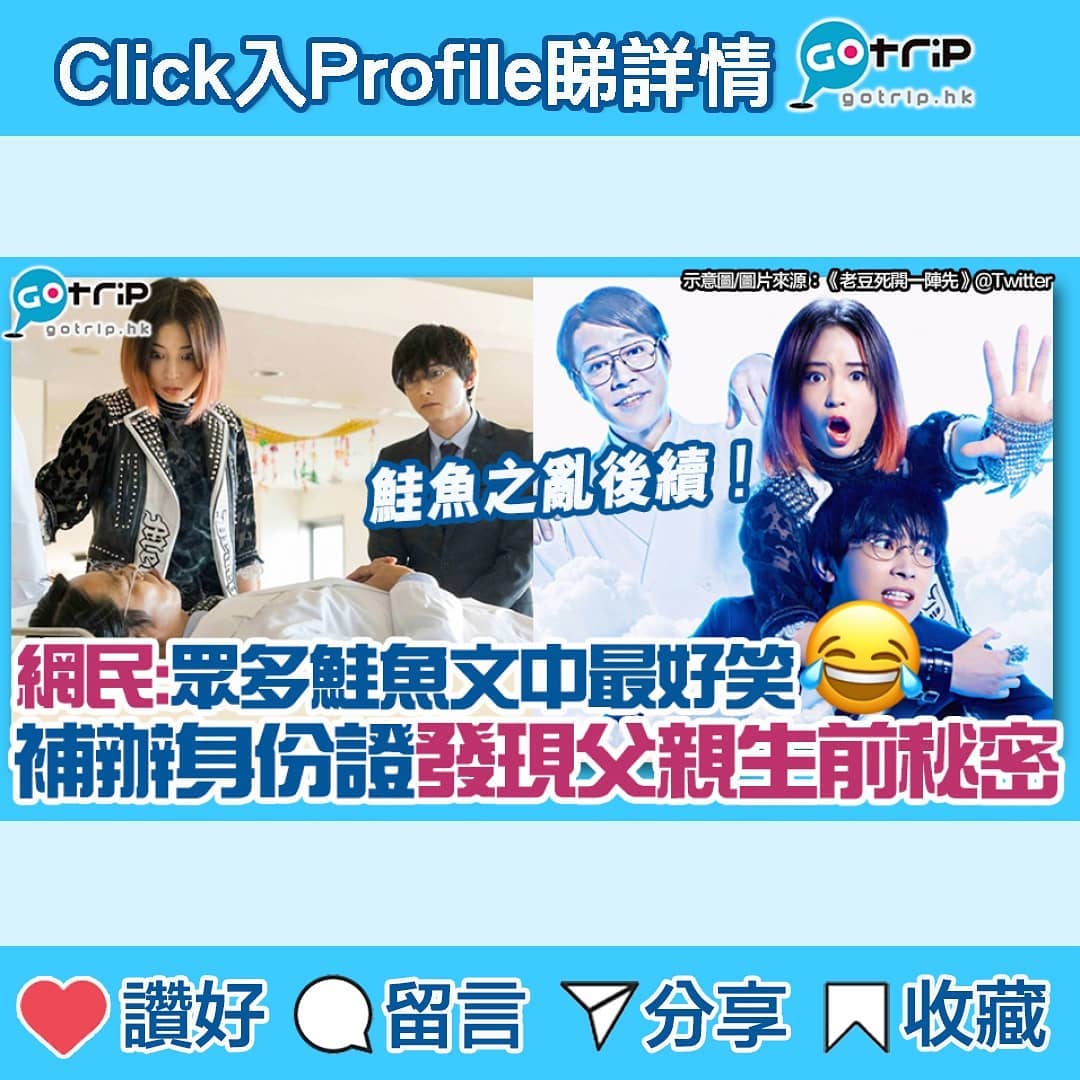 Click入Profile睇詳情
GOTRIP
gotrip.hk
GOTRIP
gotrip.hk
示意圖/圖片來源：《老豆死開一陣先》@Twitter
鮭魚之亂後續！
網民:眾多鮭魚文中最好笑
補辦身份證發現父親生前秘密
讚好
留言
分享
收藏